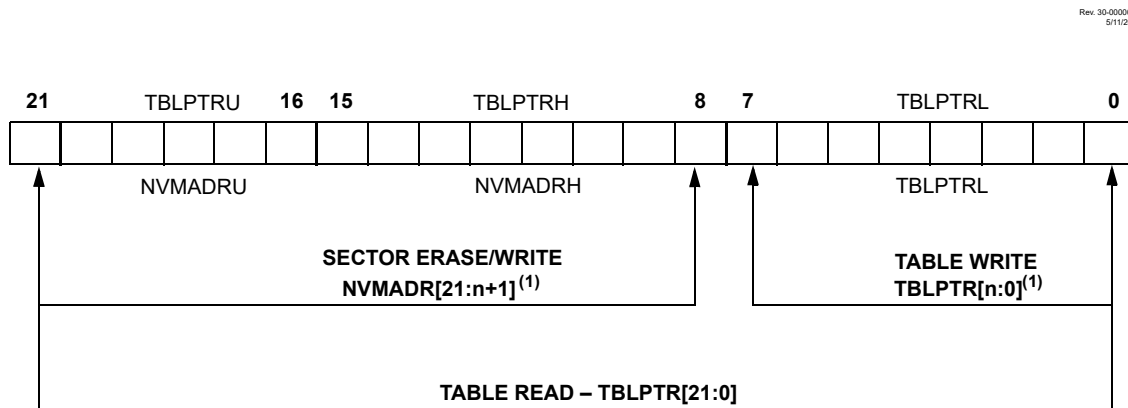 Rev. 30-00000
5/11/2
21 TBLPTRU 16 15 TBLPTRH 8 7 TBLPTRL 0
NVMADRU NVMADRH TBLPTRL
SECTOR ERASE/WRITE
NVMADR[21:n+1](1)
TABLE WRITE
TBLPTR[n:0](1)
TABLE READ – TBLPTR[21:0]